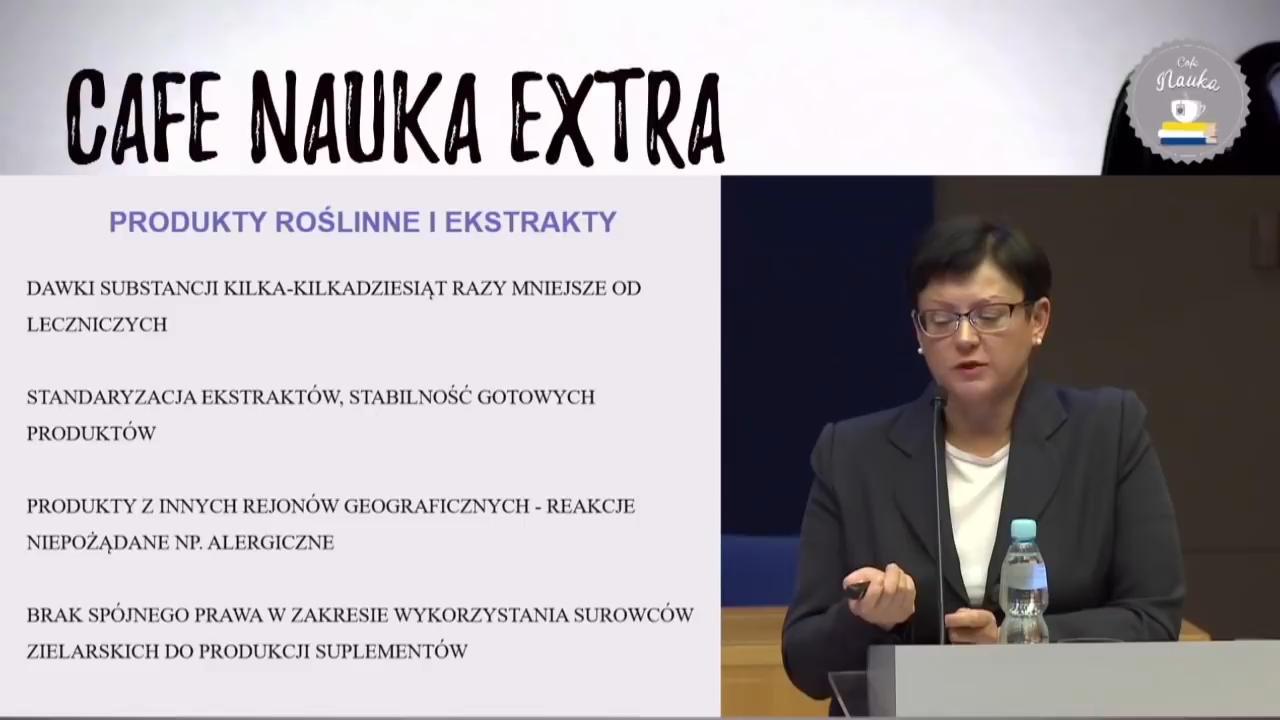 CAFE NAUKA EXTRA
Cafe
Nauka
PRODUKTY ROŚLINNE I EKSTRAKTY
DAWKI SUBSTANCJI KILKA-KILKADZIESIĄT RAZY MNIEJSZE OD
LECZNICZYCH
STANDARYZACJA EKSTRAKTÓW, STABILNOŚĆ GOTOWYCH
PRODUKTÓW
PRODUKTY Z INNYCH REJONÓW GEOGRAFICZNYCH - REAKCJE
NIEPOŻĄDANE NP. ALERGICZNE
BRAK SPÓJNEGO PRAWA W ZAKRESIE WYKORZYSTANIA SUROWCÓW
ZIELARSKICH DO PRODUKCJI SUPLEMENTÓW